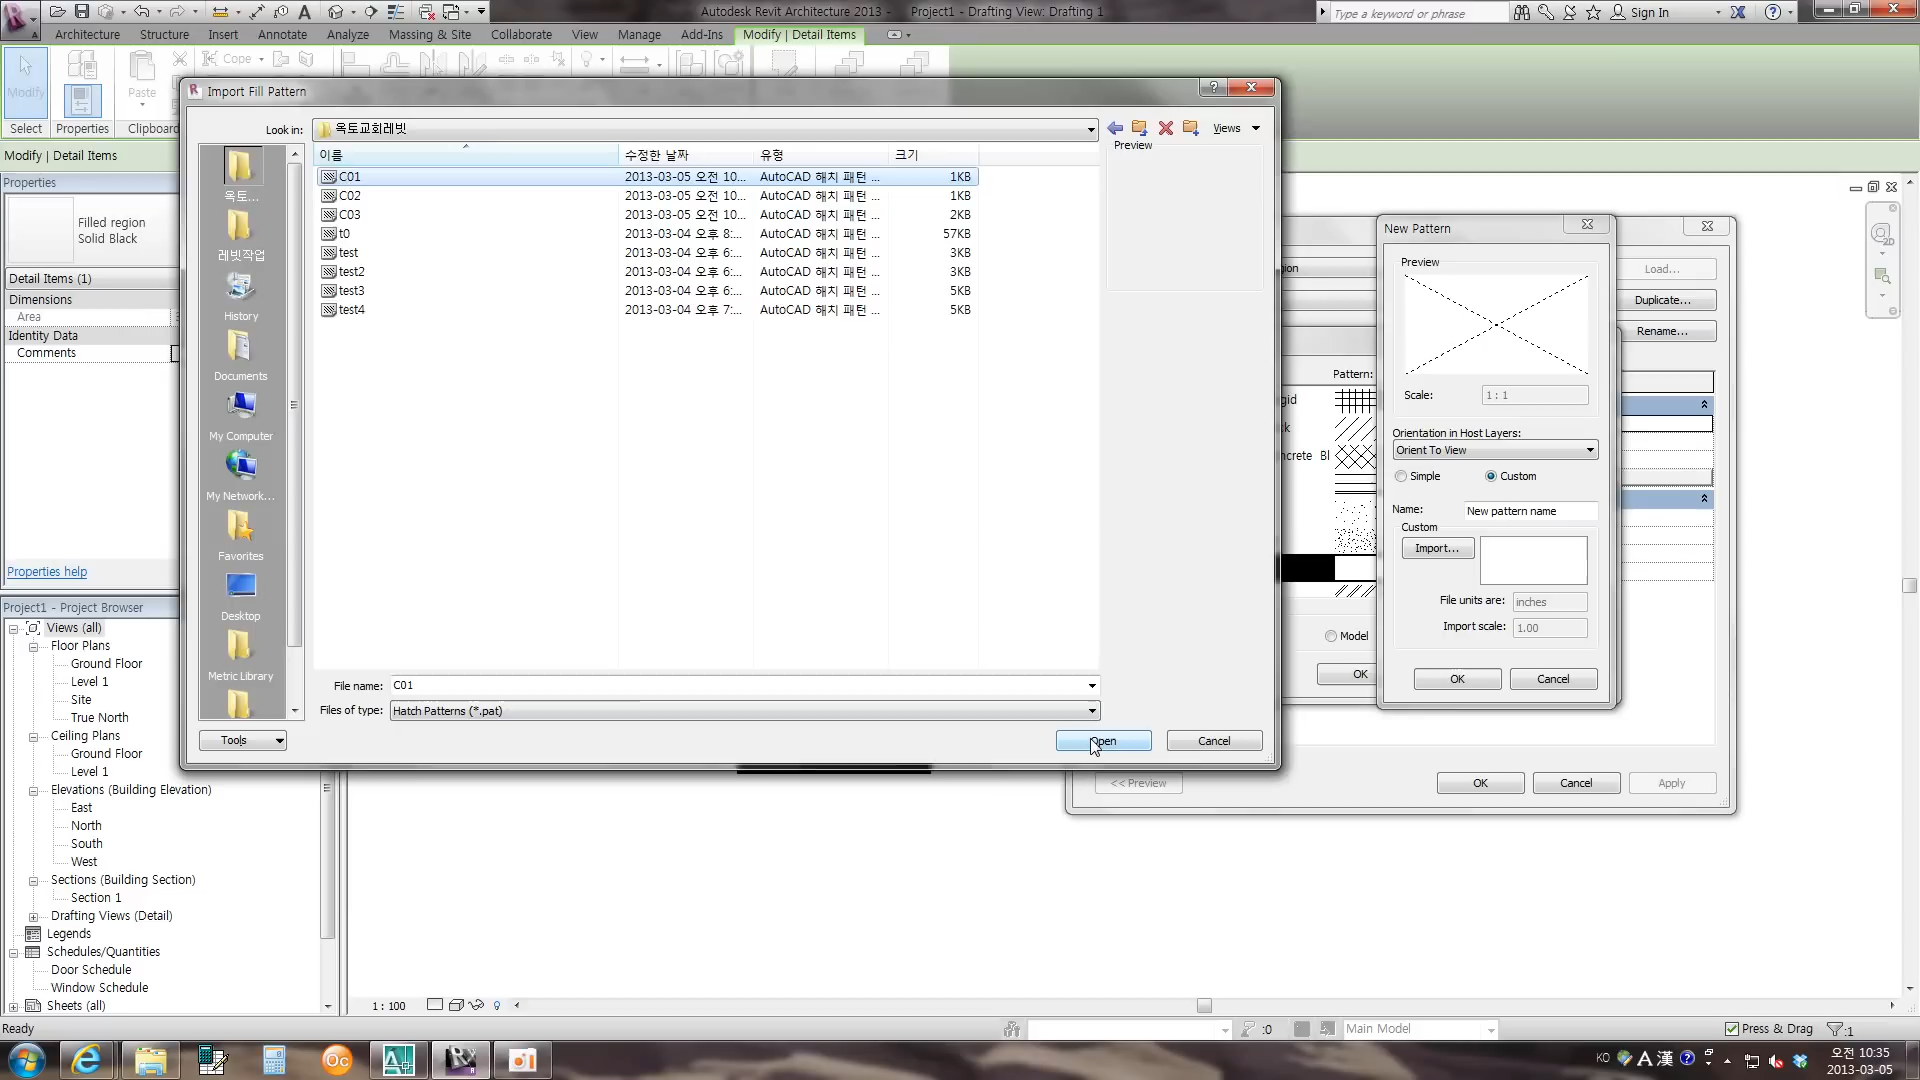 Autodesk Revit Architecture 2013 -    Project1 - Drafting View: Drafting 1
Type a keyword or phrase
Sign In
Architecture Structure Insert Annotate Analyze Massing & Site Collaborate View Manage Add-Ins Modify | Detail Items
Modify
Paste
Cope
Select Properties Clipboard
Modify | Detail Items
Properties
Filled region
Solid Black
Detail Items (1)
Dimensions
Area
Identity Data
Comments
Properties help
Project1 - Project Browser
Views (all)
Floor Plans
Ground Floor
Level 1
Site
True North
Ceiling Plans
Ground Floor
Level 1
Elevations (Building Elevation)
East
North
South
West
Sections (Building Section)
Section 1
Drafting Views (Detail)
Legends
Schedules/Quantities
Door Schedule
Window Schedule
Sheets (all)
Import Fill Pattern
Look in: 옥토교회레빗
Views
Preview
이름 수정한 날짜 유형 크기
C01 2013-03-05 오전 10... AutoCAD 해치 패턴 ... 1KB
C02 2013-03-05 오전 10... AutoCAD 해치 패턴 ... 1KB
C03 2013-03-05 오전 10... AutoCAD 해치 패턴 ... 2KB
t0 2013-03-04 오후 8:... AutoCAD 해치 패턴 ... 57KB
test 2013-03-04 오후 6:... AutoCAD 해치 패턴 ... 3KB
test2 2013-03-04 오후 6:... AutoCAD 해치 패턴 ... 3KB
test3 2013-03-04 오후 6:... AutoCAD 해치 패턴 ... 5KB
test4 2013-03-04 오후 7:... AutoCAD 해치 패턴 ... 5KB
옥토...
레빗작업
History
Documents
My Computer
My Network...
Favorites
Desktop
Metric Library
File name: C01
Files of type: Hatch Patterns (*.pat)
Tools
Open
Cancel
Pattern:
gid
k
ncrete Bl
Model
OK
New Pattern
Preview
Scale: 1 : 1
Orientation in Host Layers:
Orient To View
Simple Custom
Name: New pattern name
Custom
Import...
File units are: inches
Import scale: 1.00
OK Cancel
ion
Load...
Duplicate...
Rename...
<< Preview
OK Cancel Apply
1 : 100
Ready
:0
Main Model
Press & Drag
:1
KO A 漢
오전 10:35
2013-03-05